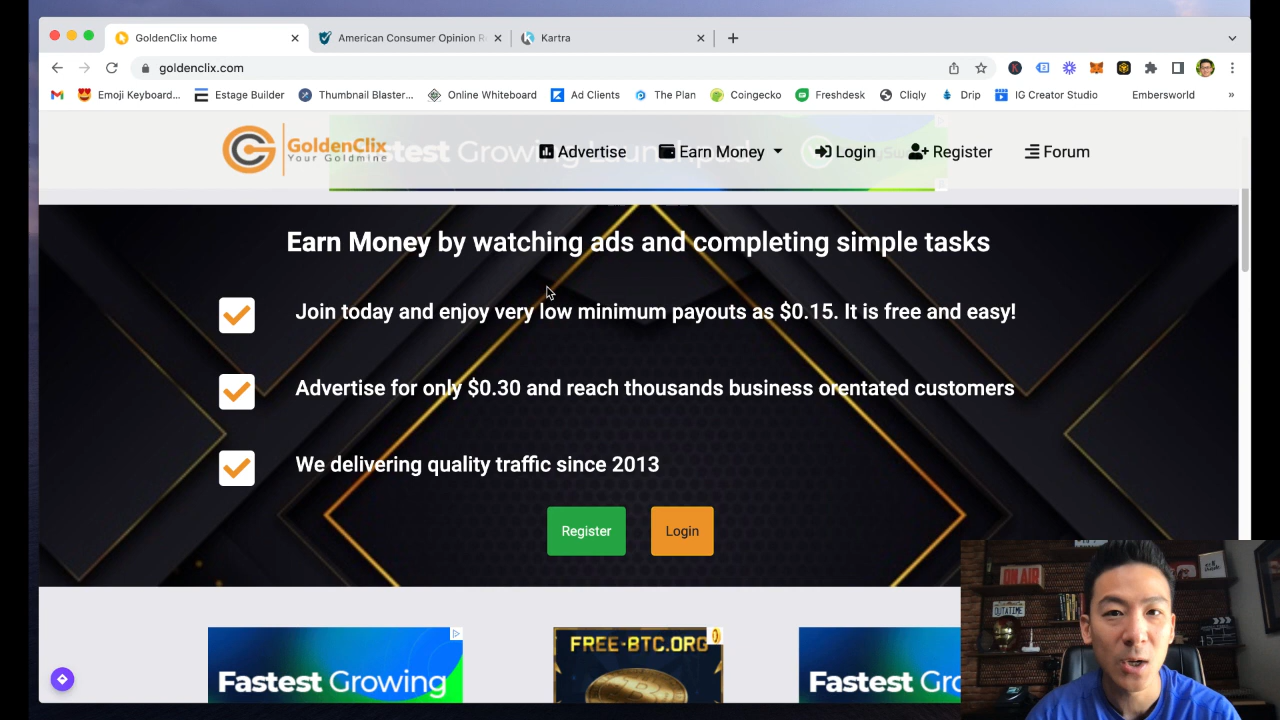 GoldenClix home
American Consumer Opinion R
Kartra
goldenclix.com
Emoji Keyboard...
Estage Builder
Thumbnail Blaster...
Online Whiteboard
Ad Clients
The Plan
Coingecko
Freshdesk
Cliqly
Drip
IG Creator Studio
Embersworld
»
GoldenClix
Your Goldmine
Advertise
Earn Money
Login
Register
Forum
Earn Money by watching ads and completing simple tasks
Join today and enjoy very low minimum payouts as $0.15. It is free and easy!
Advertise for only $0.30 and reach thousands business orentated customers
We delivering quality traffic since 2013
Register
Login
Fastest Growing
FREE-BTC.ORG
Fastest Gro
ON AIR
OUTATIME